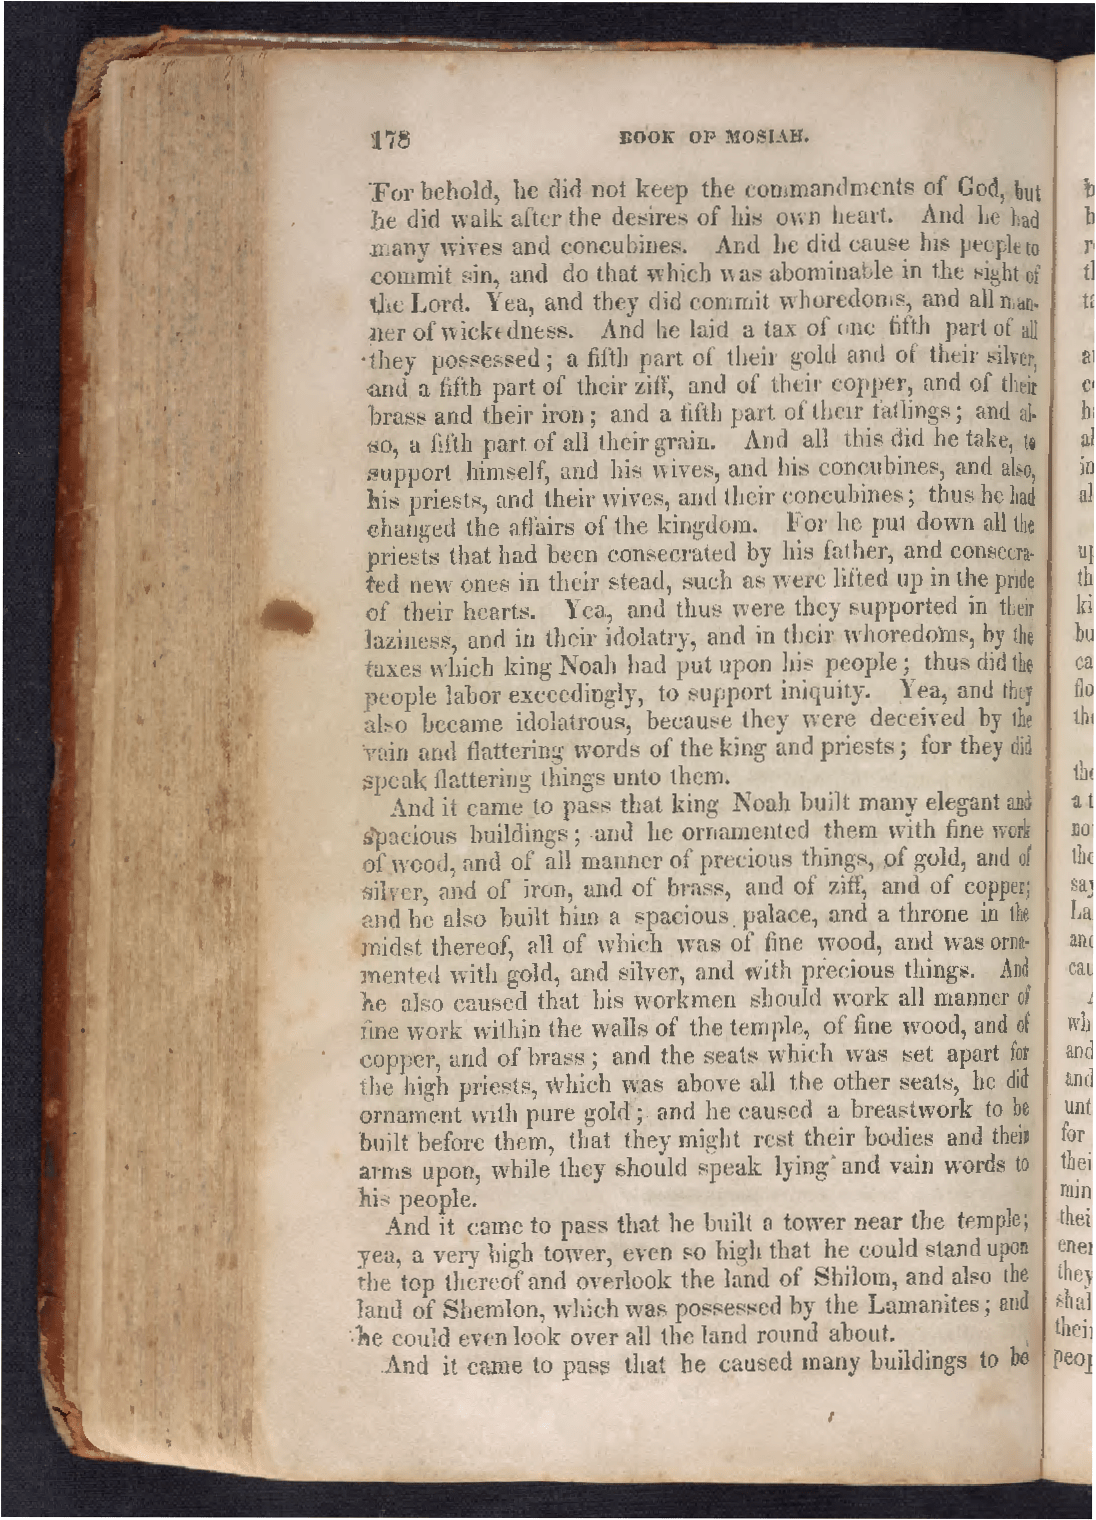 178 BOOK OF MOSIAH.
For behold, he did not keep the commandments of God, but
he did walk after the desires of his own heart. And he had
many wives and concubines. And he did cause his people to
commit sin, and do that which was abominable in the sight of
the Lord. Yea, and they did commit whoredoms, and all man-
ner of wickedness. And he laid a tax of one fifth part of all
they possessed; a fifth part of their gold and of their silver,
and a fifth part of their ziff, and of their copper, and of their
brass and their iron; and a fifth part of their fatlings; and al-
so, a fifth part of all their grain. And all this did he take, to
support himself, and his wives, and his concubines, and also,
his priests, and their wives, and their concubines; thus he had
changed the affairs of the kingdom. For he put down all the
priests that had been consecrated by his father, and consecra-
ted new ones in their stead, such as were lifted up in the pride
of their hearts. Yea, and thus were they supported in their
laziness, and in their idolatry, and in their whoredoms, by the
taxes which king Noah had put upon his people; thus did the
people labor exceedingly, to support iniquity. Yea, and they
also became idolatrous, because they were deceived by the
vain and flattering words of the king and priests; for they did
speak flattering things unto them.
And it came to pass that king Noah built many elegant and
spacious buildings; and he ornamented them with fine work
of wood, and of all manner of precious things, of gold, and of
silver, and of iron, and of brass, and of ziff, and of copper;
and he also built him a spacious palace, and a throne in the
midst thereof, all of which was of fine wood, and was orna-
mented with gold, and silver, and with precious things. And
he also caused that his workmen should work all manner of
fine work within the walls of the temple, of fine wood, and of
copper, and of brass; and the seats which was set apart for
the high priests, which was above all the other seats, he did
ornament with pure gold; and he caused a breastwork to be
built before them, that they might rest their bodies and their
arms upon, while they should speak lying and vain words to
his people.
And it came to pass that he built a tower near the temple;
yea, a very high tower, even so high that he could stand upon
the top thereof and overlook the land of Shilom, and also the
land of Shemlon, which was possessed by the Lamanites; and
he could even look over all the land round about.
And it came to pass that he caused many buildings to be